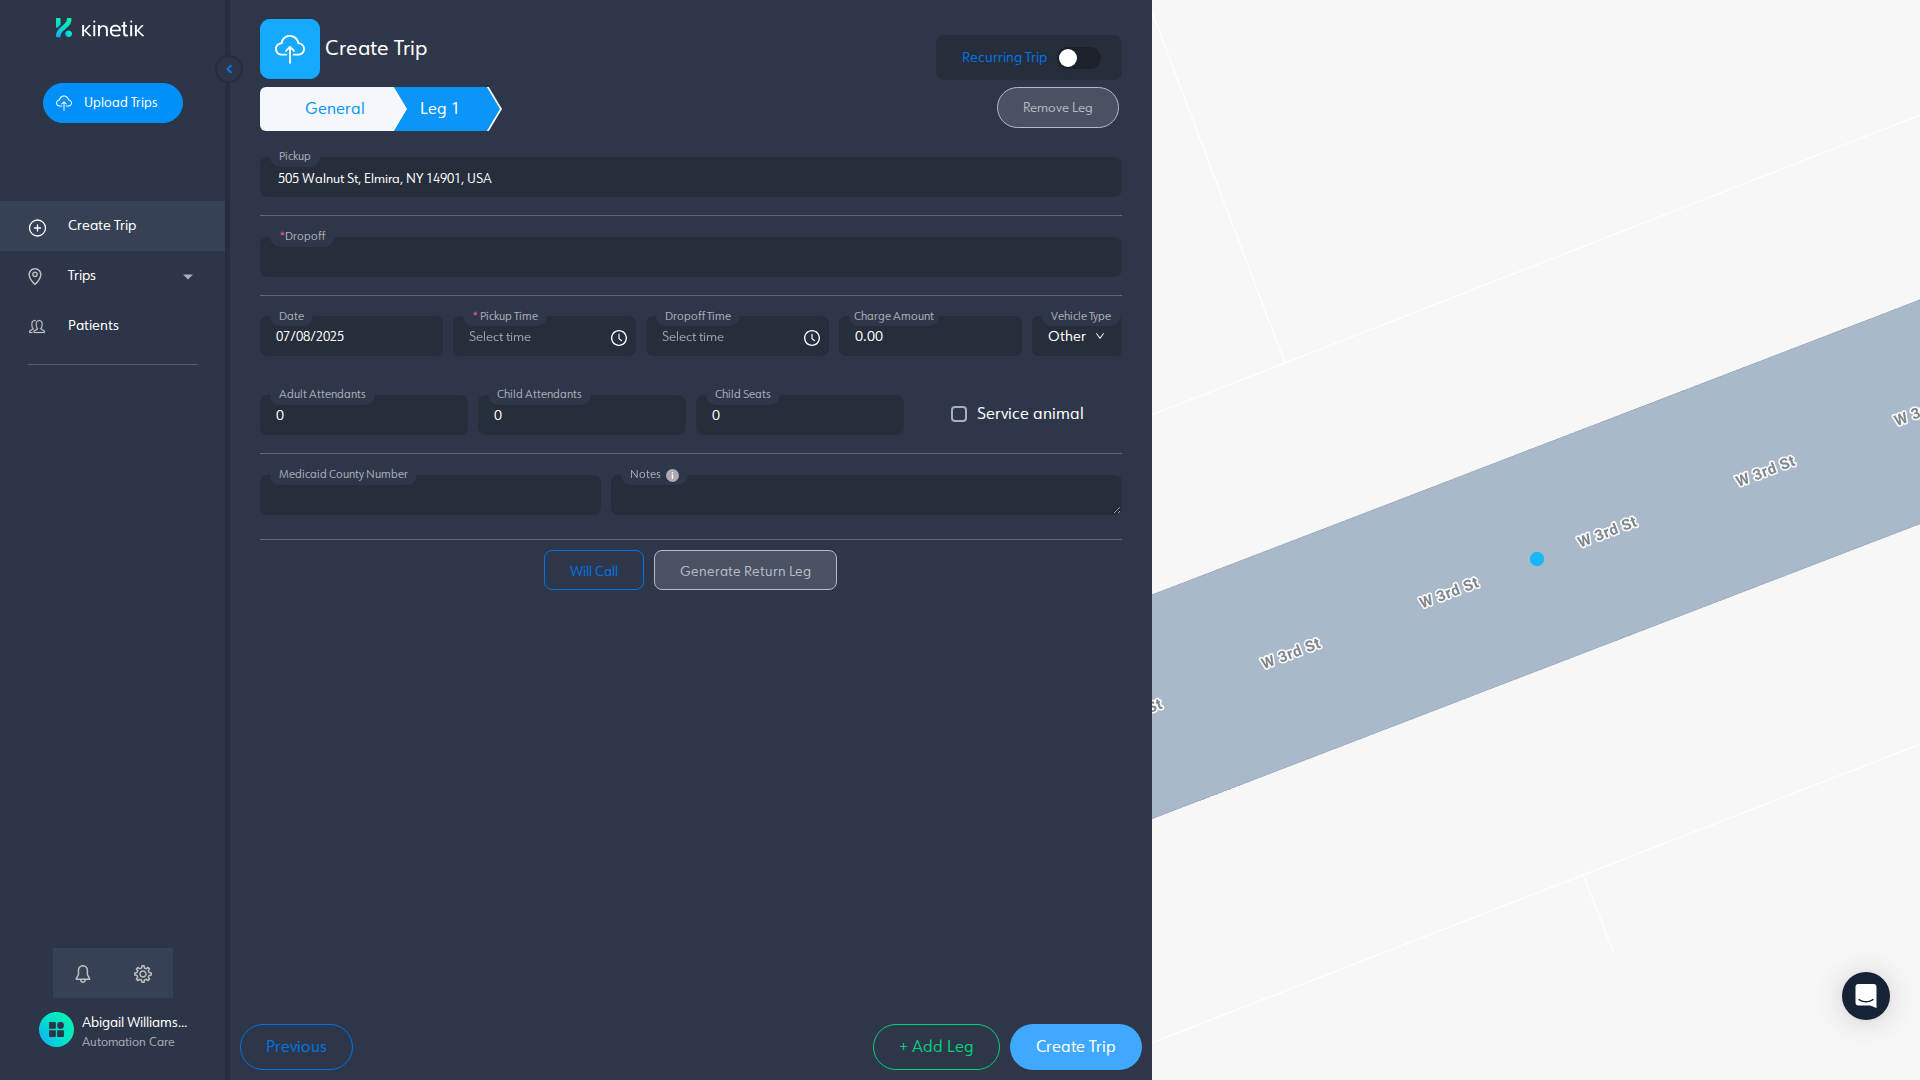 kinetik
Upload Trips
Create Trip
Trips
Patients
Abigail Williams...
Automation Care
Create Trip
Recurring Trip
General
Leg 1
Remove Leg
Pickup
505 Walnut St, Elmira, NY 14901, USA
*Dropoff
Date
* Pickup Time
Dropoff Time
Charge Amount
Vehicle Type
07/08/2025
Select time
Select time
0.00
Other
Adult Attendants
Child Attendants
Child Seats
0
0
0
Service animal
Medicaid County Number
Notes
Will Call
Generate Return Leg
Previous
+ Add Leg
Create Trip
W 3
W 3rd St
W 3rd St
W 3rd St
W 3rd St
St